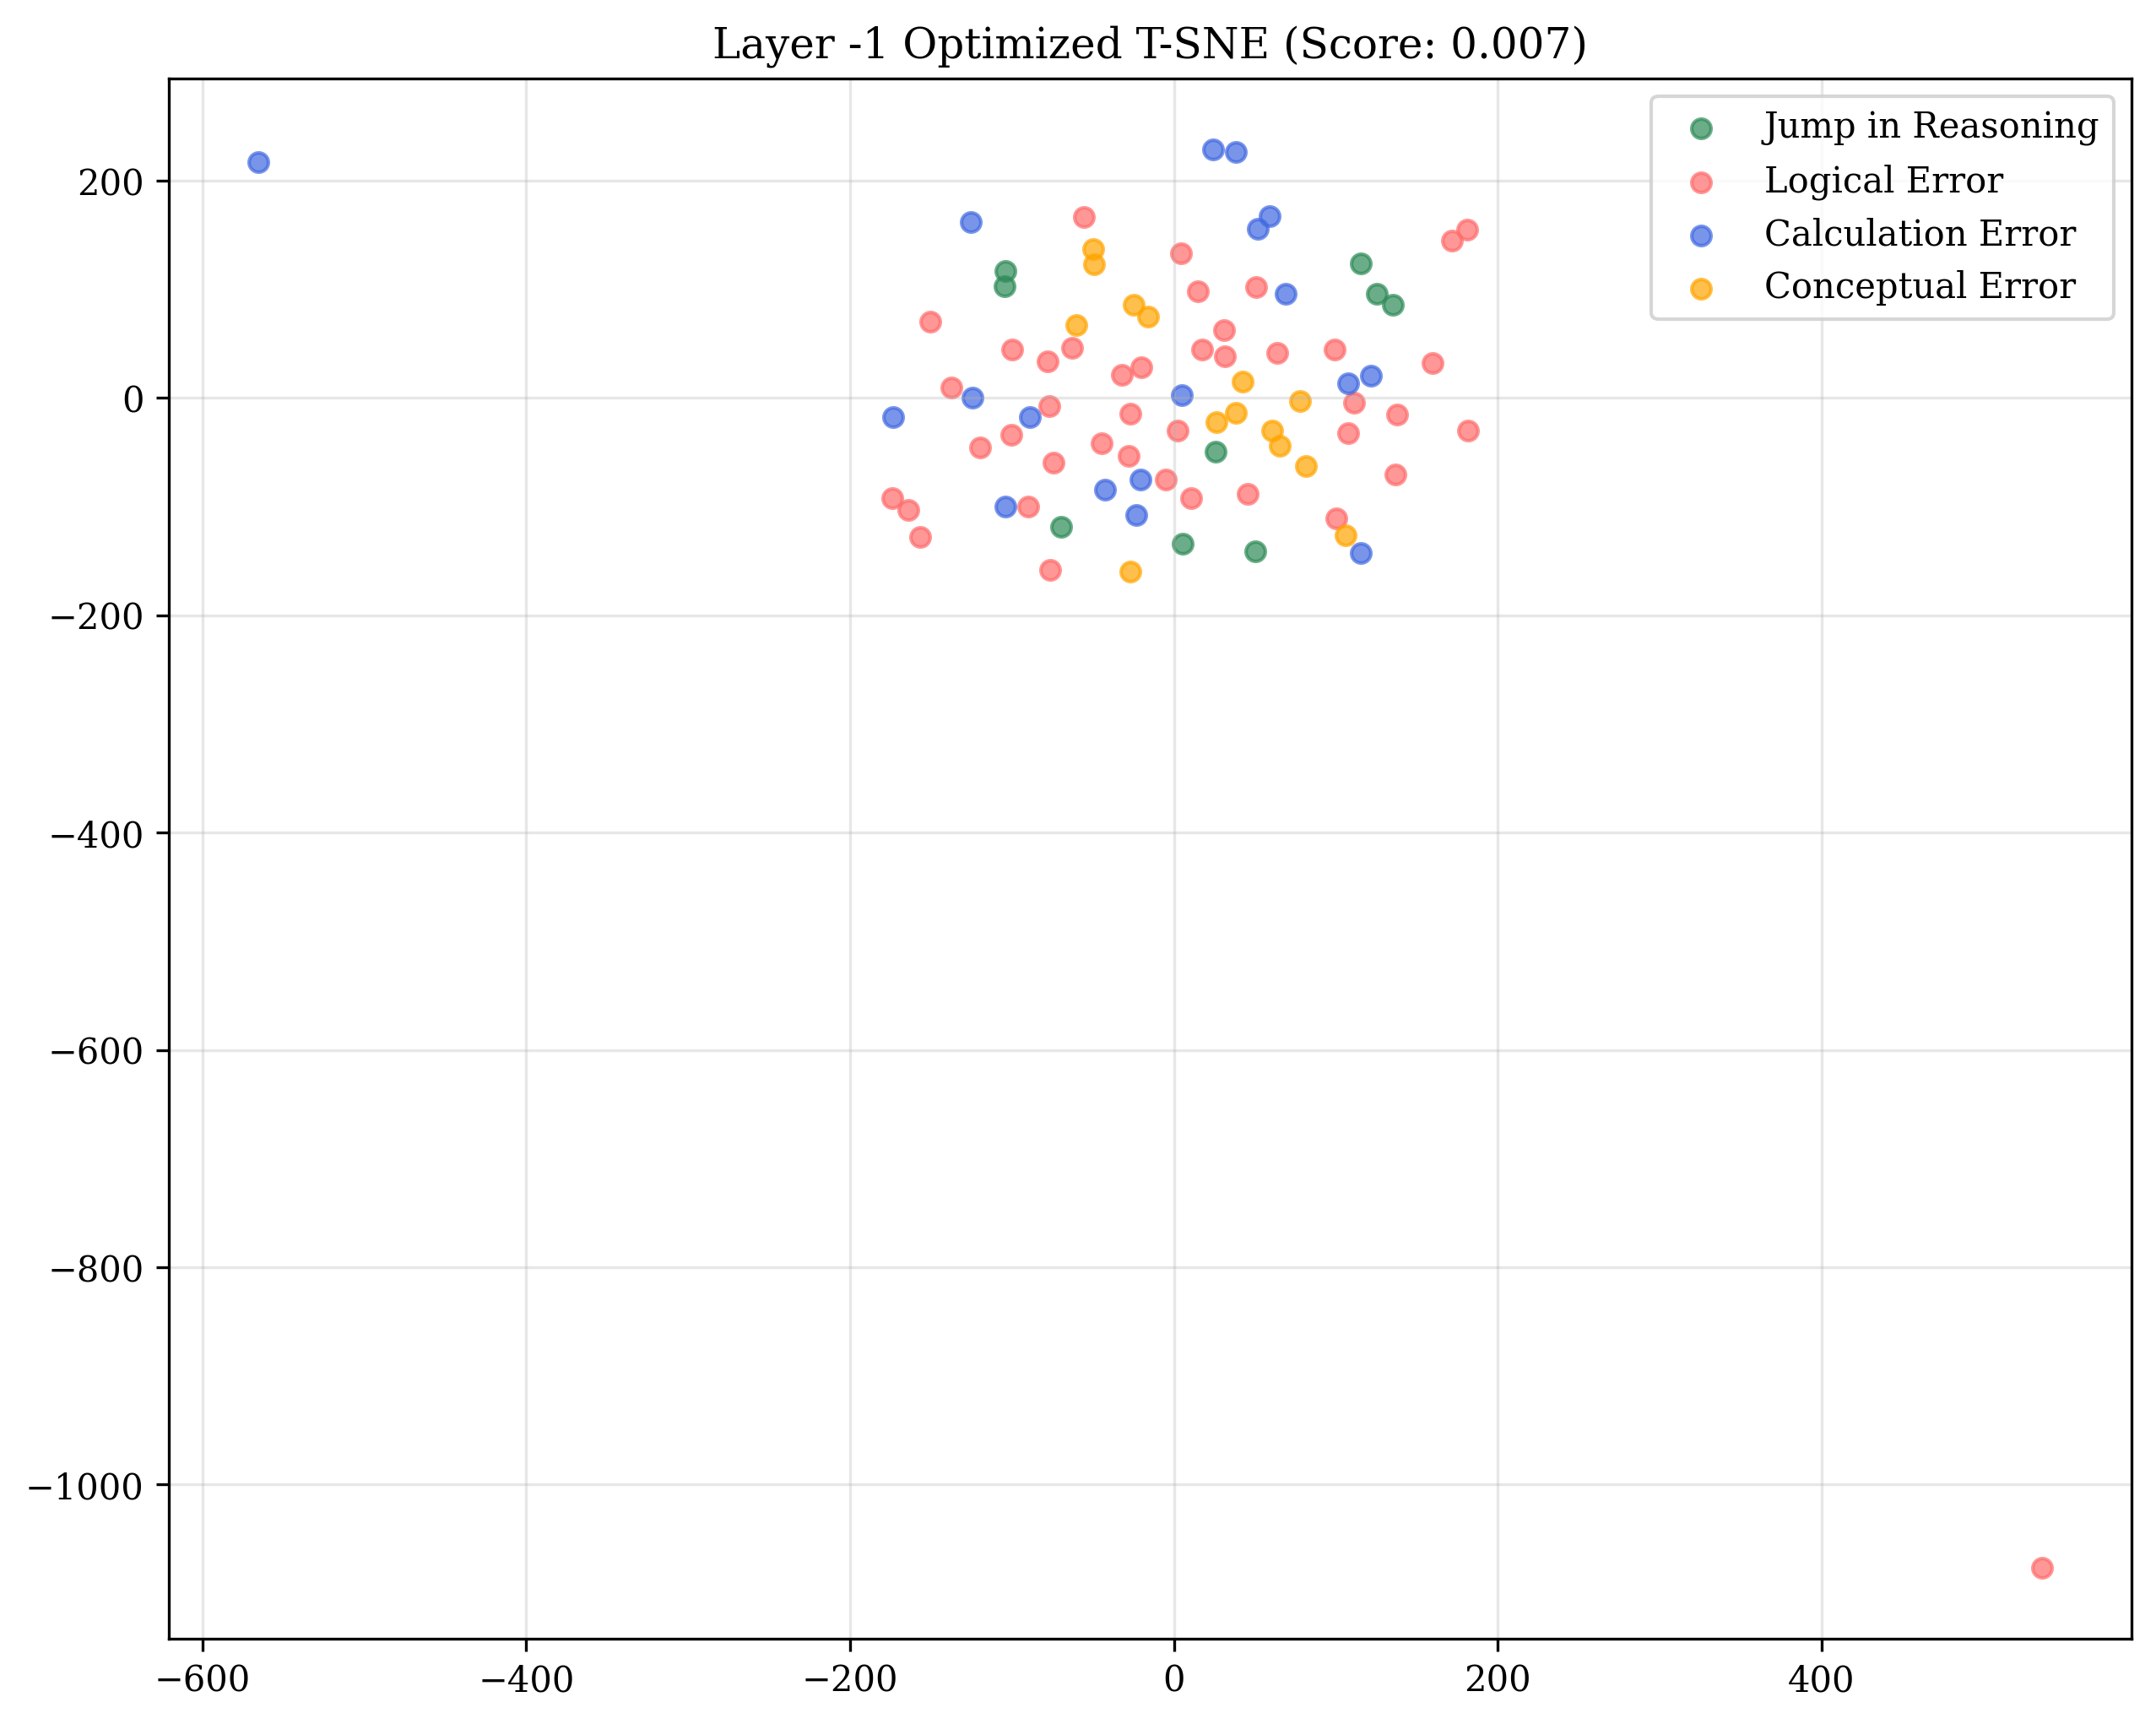 Layer -1 Optimized T-SNE (Score: 0.007)
Jump in Reasoning
Logical Error
Calculation Error
Conceptual Error
200
0
−200
−400
−600
−800
−1000
−600
−400
−200
0
200
400